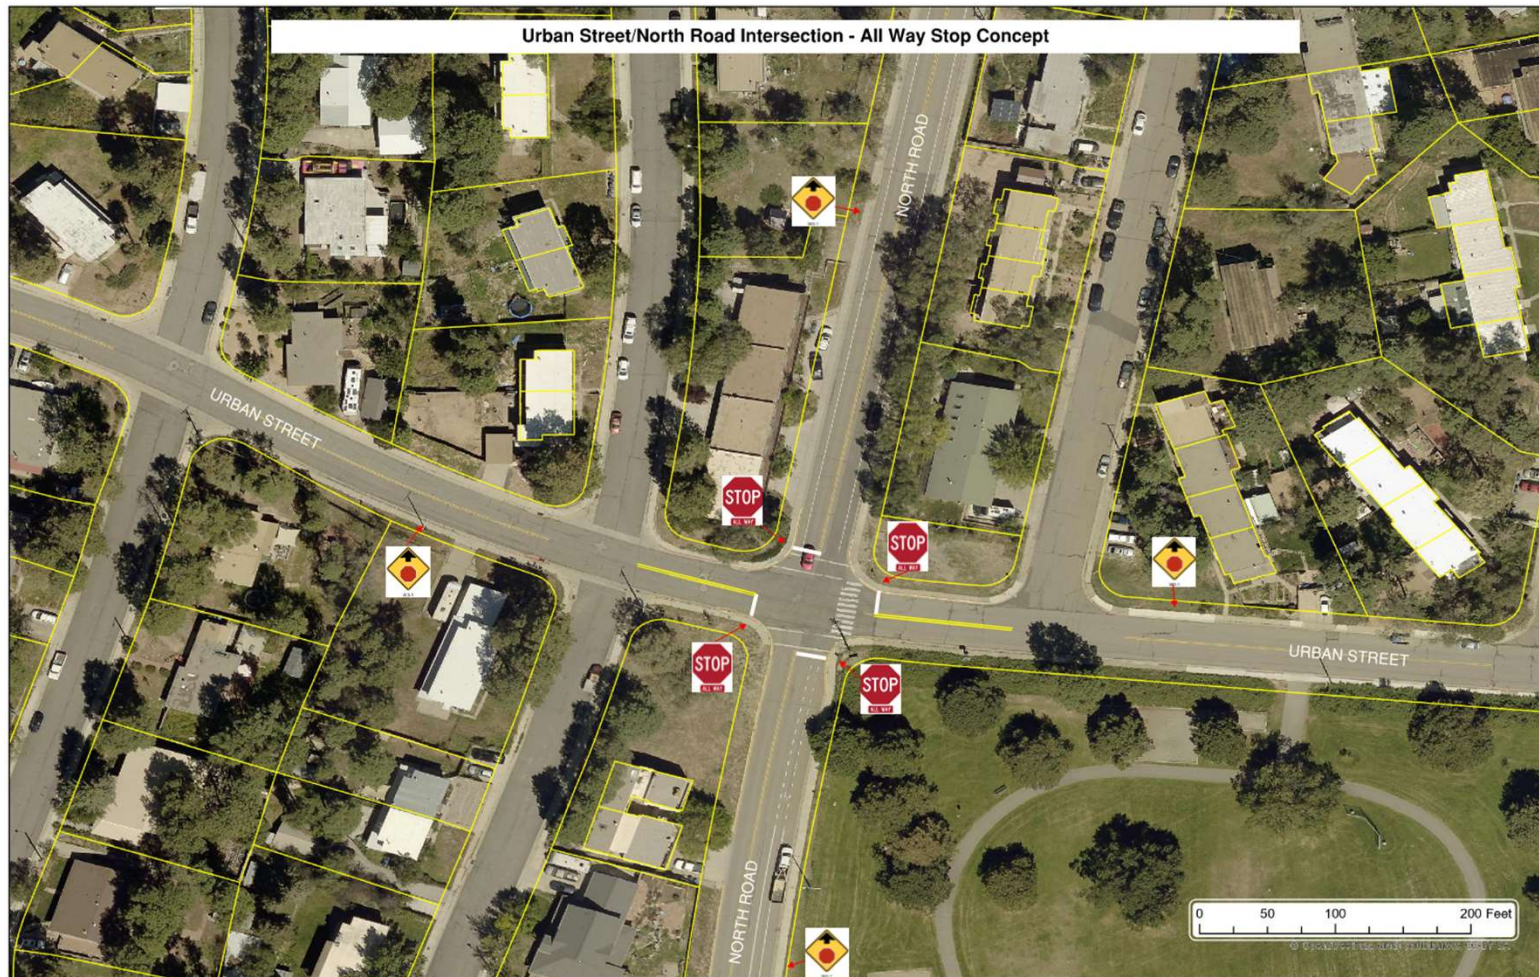 Urban Street/North Road Intersection - All Way Stop Concept
NORTH ROAD
URBAN STREET
STOP
ALL WAY
STOP
ALL WAY
STOP
ALL WAY
STOP
ALL WAY
URBAN STREET
NORTH ROAD
0 50 100 200 Feet